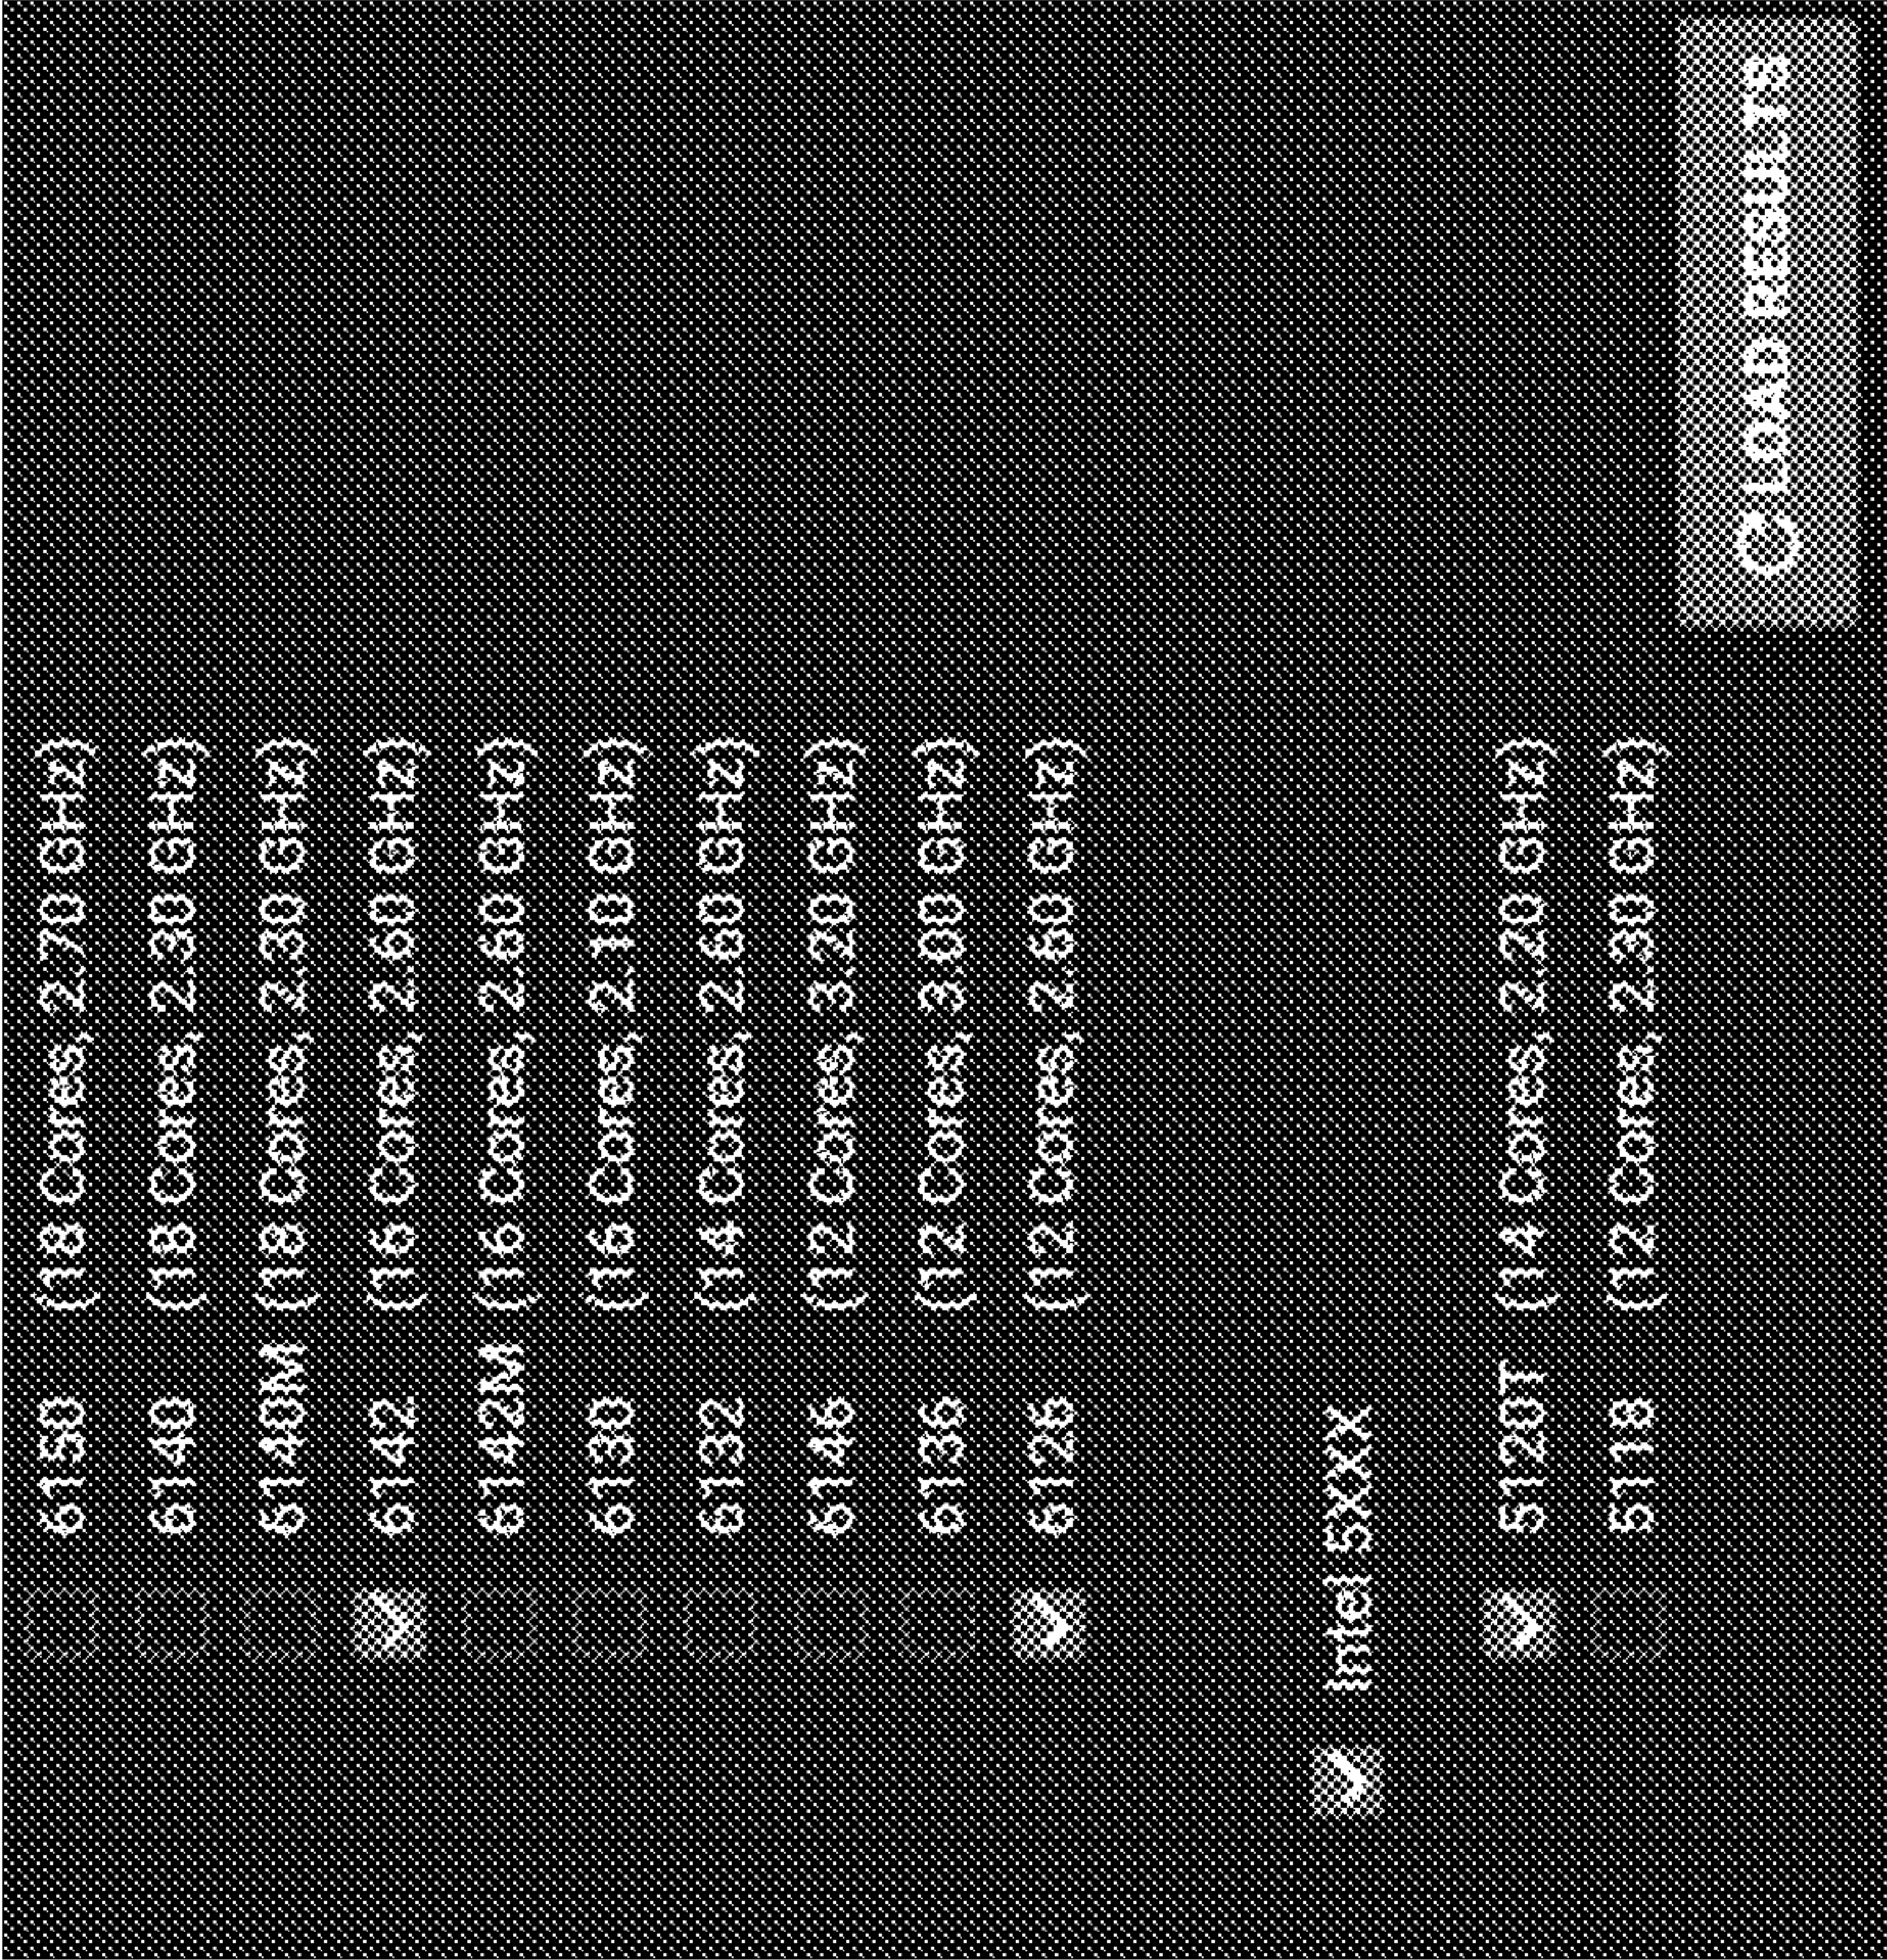 6150 (18 Cores, 2.70 GHz)
6140 (18 Cores, 2.30 GHz)
6140M (18 Cores, 2.30 GHz)
6142 (16 Cores, 2.60 GHz)
6142M (16 Cores, 2.60 GHz)
6130 (16 Cores, 2.10 GHz)
6132 (14 Cores, 2.60 GHz)
6146 (12 Cores, 3.20 GHz)
6136 (12 Cores, 3.00 GHz)
6126 (12 Cores, 2.60 GHz)
Intel 5XXX
5120T (14 Cores, 2.20 GHz)
5118 (12 Cores, 2.30 GHz)
LOAD RESULTS